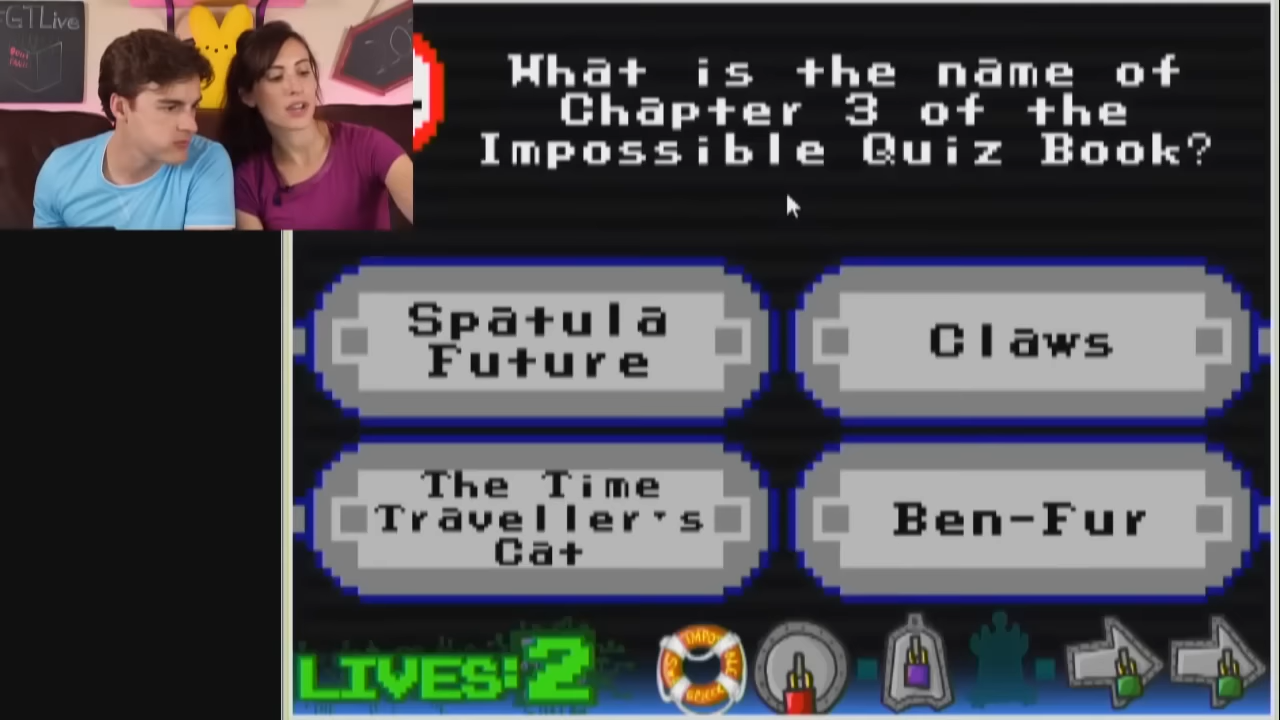 GTLive
What is the name of
Chapter 3 of the
Impossible Quiz Book?
Spatula
Future
Claws
The Time
Traveller's
Cat
Ben-Fur
LIVES:2